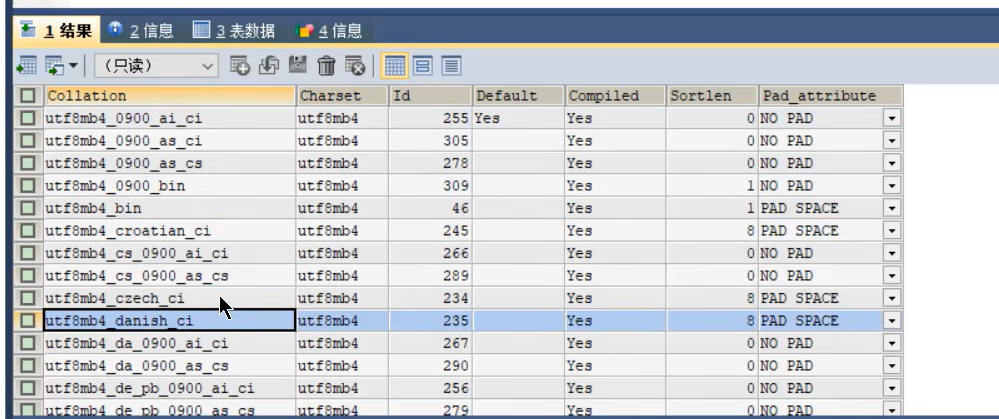 1 结果 2 信息 3 表数据 4 信息
(只读)
Collation Charset Id Default Compiled Sortlen Pad_attribute
utf8mb4_0900_ai_ci utf8mb4 255 Yes Yes 0 NO PAD
utf8mb4_0900_as_ci utf8mb4 305 Yes 0 NO PAD
utf8mb4_0900_as_cs utf8mb4 278 Yes 0 NO PAD
utf8mb4_0900_bin utf8mb4 309 Yes 1 NO PAD
utf8mb4_bin utf8mb4 46 Yes 1 PAD SPACE
utf8mb4_croatian_ci utf8mb4 245 Yes 8 PAD SPACE
utf8mb4_cs_0900_ai_ci utf8mb4 266 Yes 0 NO PAD
utf8mb4_cs_0900_as_cs utf8mb4 289 Yes 0 NO PAD
utf8mb4_czech_ci utf8mb4 234 Yes 8 PAD SPACE
utf8mb4_danish_ci utf8mb4 235 Yes 8 PAD SPACE
utf8mb4_da_0900_ai_ci utf8mb4 267 Yes 0 NO PAD
utf8mb4_da_0900_as_cs utf8mb4 290 Yes 0 NO PAD
utf8mb4_de_pb_0900_ai_ci utf8mb4 256 Yes 0 NO PAD
utf8mb4_de_pb_0900_as_cs utf8mb4 279 Yes 0 NO PAD